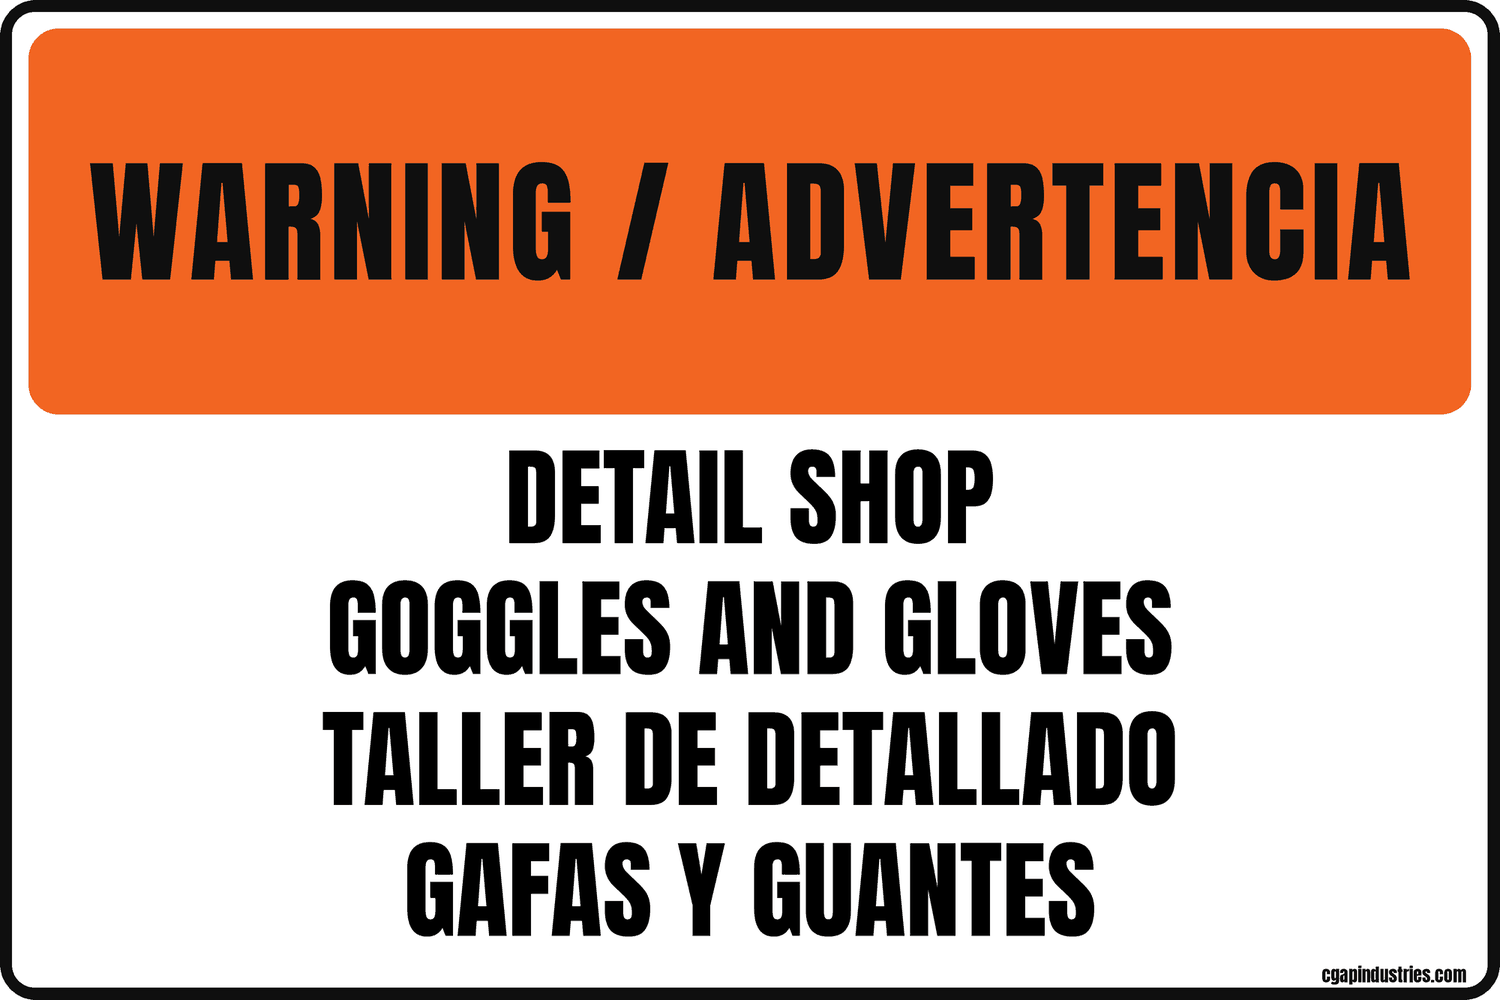 WARNING / ADVERTENCIA
DETAIL SHOP
GOGGLES AND GLOVES
TALLER DE DETALLADO
GAFAS Y GUANTES
cgapindustries.com